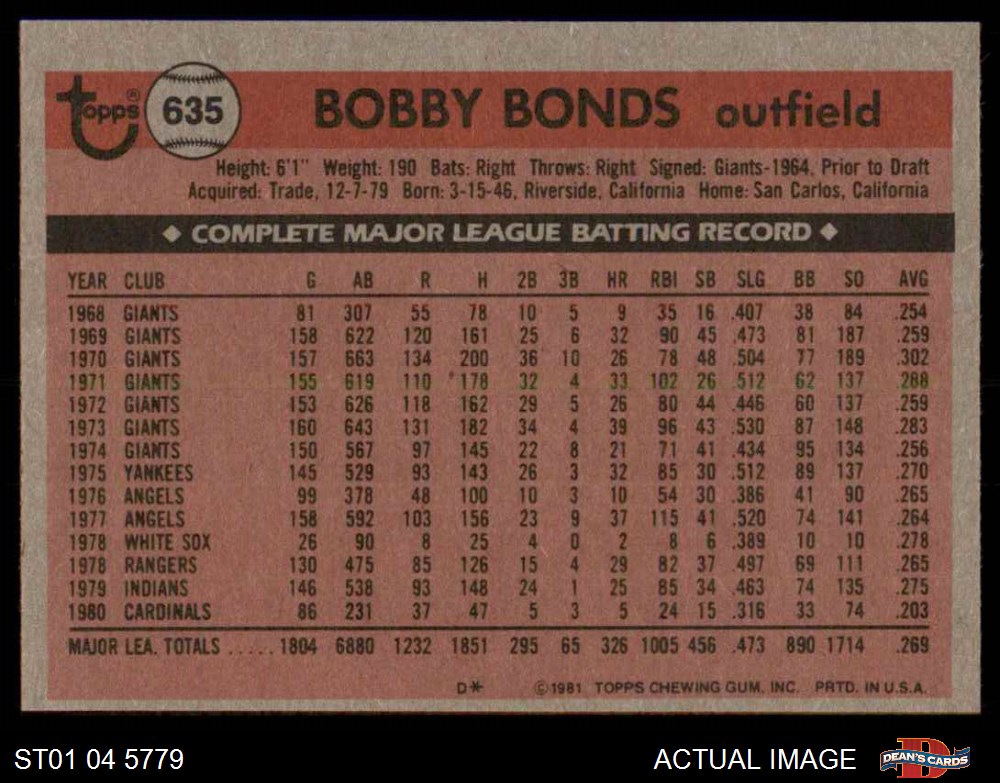 Topps® 635 BOBBY BONDS outfield
Height: 6'1" Weight: 190 Bats: Right Throws: Right Signed: Giants-1964, Prior to Draft
Acquired: Trade, 12-7-79 Born: 3-15-46, Riverside, California Home: San Carlos, California
◆ COMPLETE MAJOR LEAGUE BATTING RECORD ◆
YEAR CLUB G AB R H 2B 3B HR RBI SB SLG BB SO AVG
1968 GIANTS 81 307 55 78 10 5 9 35 16 .407 38 84 .254
1969 GIANTS 158 622 120 161 25 6 32 90 45 .473 81 187 .259
1970 GIANTS 157 663 134 200 36 10 26 78 48 .504 77 189 .302
1971 GIANTS 155 619 110 178 32 4 33 102 26 .512 62 137 .288
1972 GIANTS 153 626 118 162 29 5 26 80 44 .446 60 137 .259
1973 GIANTS 160 643 131 182 34 4 39 96 43 .530 87 148 .283
1974 GIANTS 150 567 97 145 22 8 21 71 41 .434 95 134 .256
1975 YANKEES 145 529 93 143 26 3 32 85 30 .512 89 137 .270
1976 ANGELS 99 378 48 100 10 3 10 54 30 .386 41 90 .265
1977 ANGELS 158 592 103 156 23 9 37 115 41 .520 74 141 .264
1978 WHITE SOX 26 90 8 25 4 0 2 8 6 .389 10 10 .278
1978 RANGERS 130 475 85 126 15 4 29 82 37 .497 69 111 .265
1979 INDIANS 146 538 93 148 24 1 25 85 34 .463 74 135 .275
1980 CARDINALS 86 231 37 47 5 3 5 24 15 .316 33 74 .203
MAJOR LEA. TOTALS ..... 1804 6880 1232 1851 295 65 326 1005 456 .473 890 1714 .269
D* ©1981 TOPPS CHEWING GUM, INC. PRTD. IN U.S.A.
ST01 04 5779 ACTUAL IMAGE DEAN'S CARDS